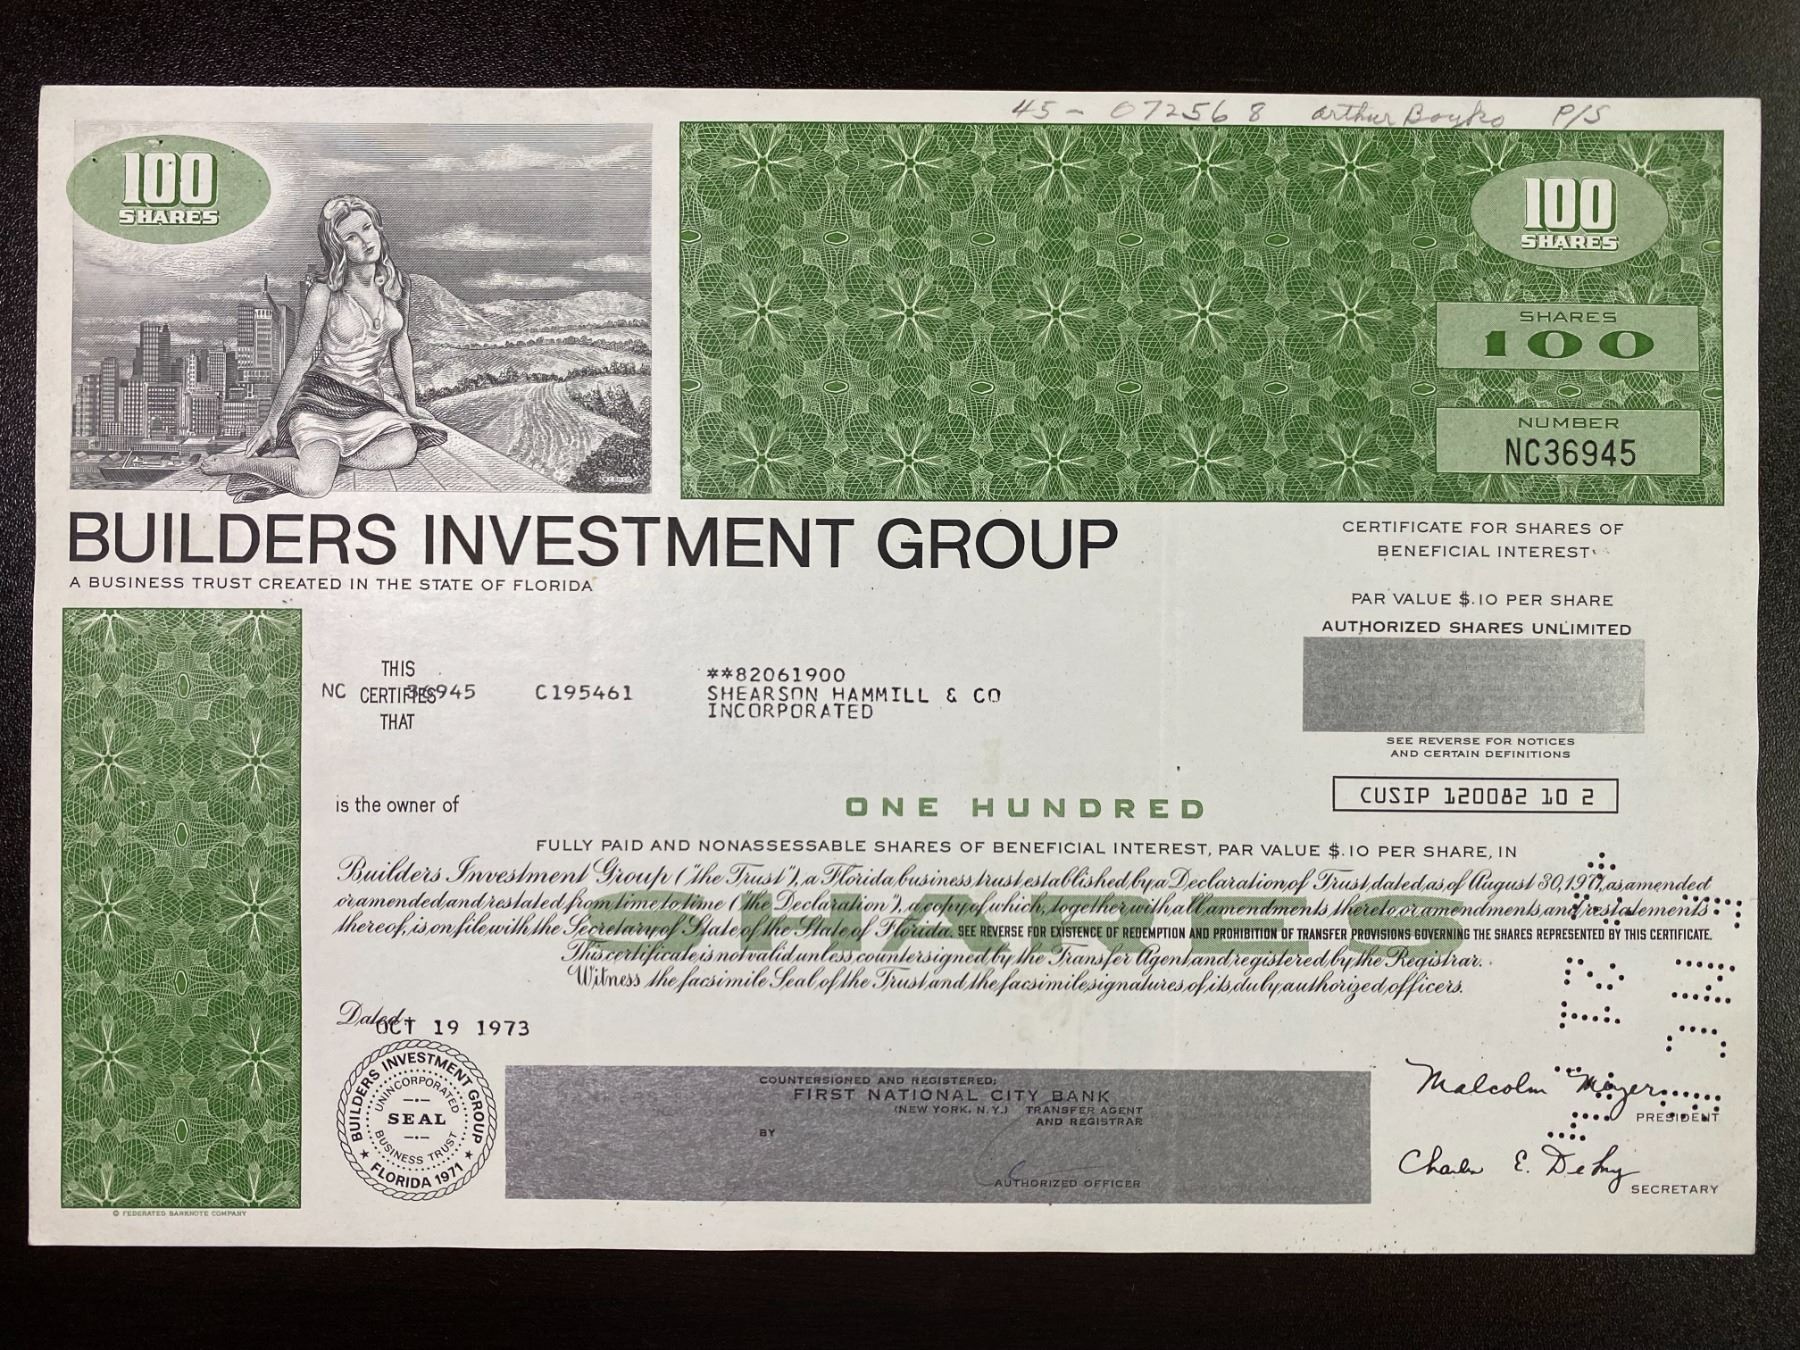 45 - 072568 Arthur Boyko P/S
100
SHARES
100
SHARES
SHARES
100
NUMBER
NC36945
BUILDERS INVESTMENT GROUP
A BUSINESS TRUST CREATED IN THE STATE OF FLORIDA
CERTIFICATE FOR SHARES OF
BENEFICIAL INTEREST
PAR VALUE $.10 PER SHARE
AUTHORIZED SHARES UNLIMITED
SEE REVERSE FOR NOTICES
AND CERTAIN DEFINITIONS
CUSIP 120082 10 2
THIS
CERTIFIES
THAT
NC 36945 C195461
**82061900
SHEARSON HAMMILL & CO
INCORPORATED
is the owner of
ONE HUNDRED
FULLY PAID AND NONASSESSABLE SHARES OF BENEFICIAL INTEREST, PAR VALUE $.10 PER SHARE, IN
SHARES
Builders Investment Group ("the Trust"), a Florida business trust established by a Declaration of Trust, dated as of August 30, 1971, as amended
or amended and restated from time to time ("the Declaration"), a copy of which, together with all amendments thereto or amendments and restatements
thereof, is on file with the Secretary of State of the State of Florida. SEE REVERSE FOR EXISTENCE OF REDEMPTION AND PROHIBITION OF TRANSFER PROVISIONS GOVERNING THE SHARES REPRESENTED BY THIS CERTIFICATE.
This certificate is not valid unless countersigned by the Transfer Agent and registered by the Registrar.
Witness the facsimile Seal of the Trust and the facsimile signatures of its duly authorized officers.
Dated
OCT 19 1973
BUILDERS INVESTMENT GROUP
UNINCORPORATED
SEAL
BUSINESS TRUST
★ FLORIDA 1971 ★
COUNTERSIGNED AND REGISTERED:
FIRST NATIONAL CITY BANK
(NEW YORK, N.Y.) TRANSFER AGENT
AND REGISTRAR
BY
AUTHORIZED OFFICER
Malcolm Meyer
PRESIDENT
Charles E. DePuy
SECRETARY
© FEDERATED BANKNOTE COMPANY